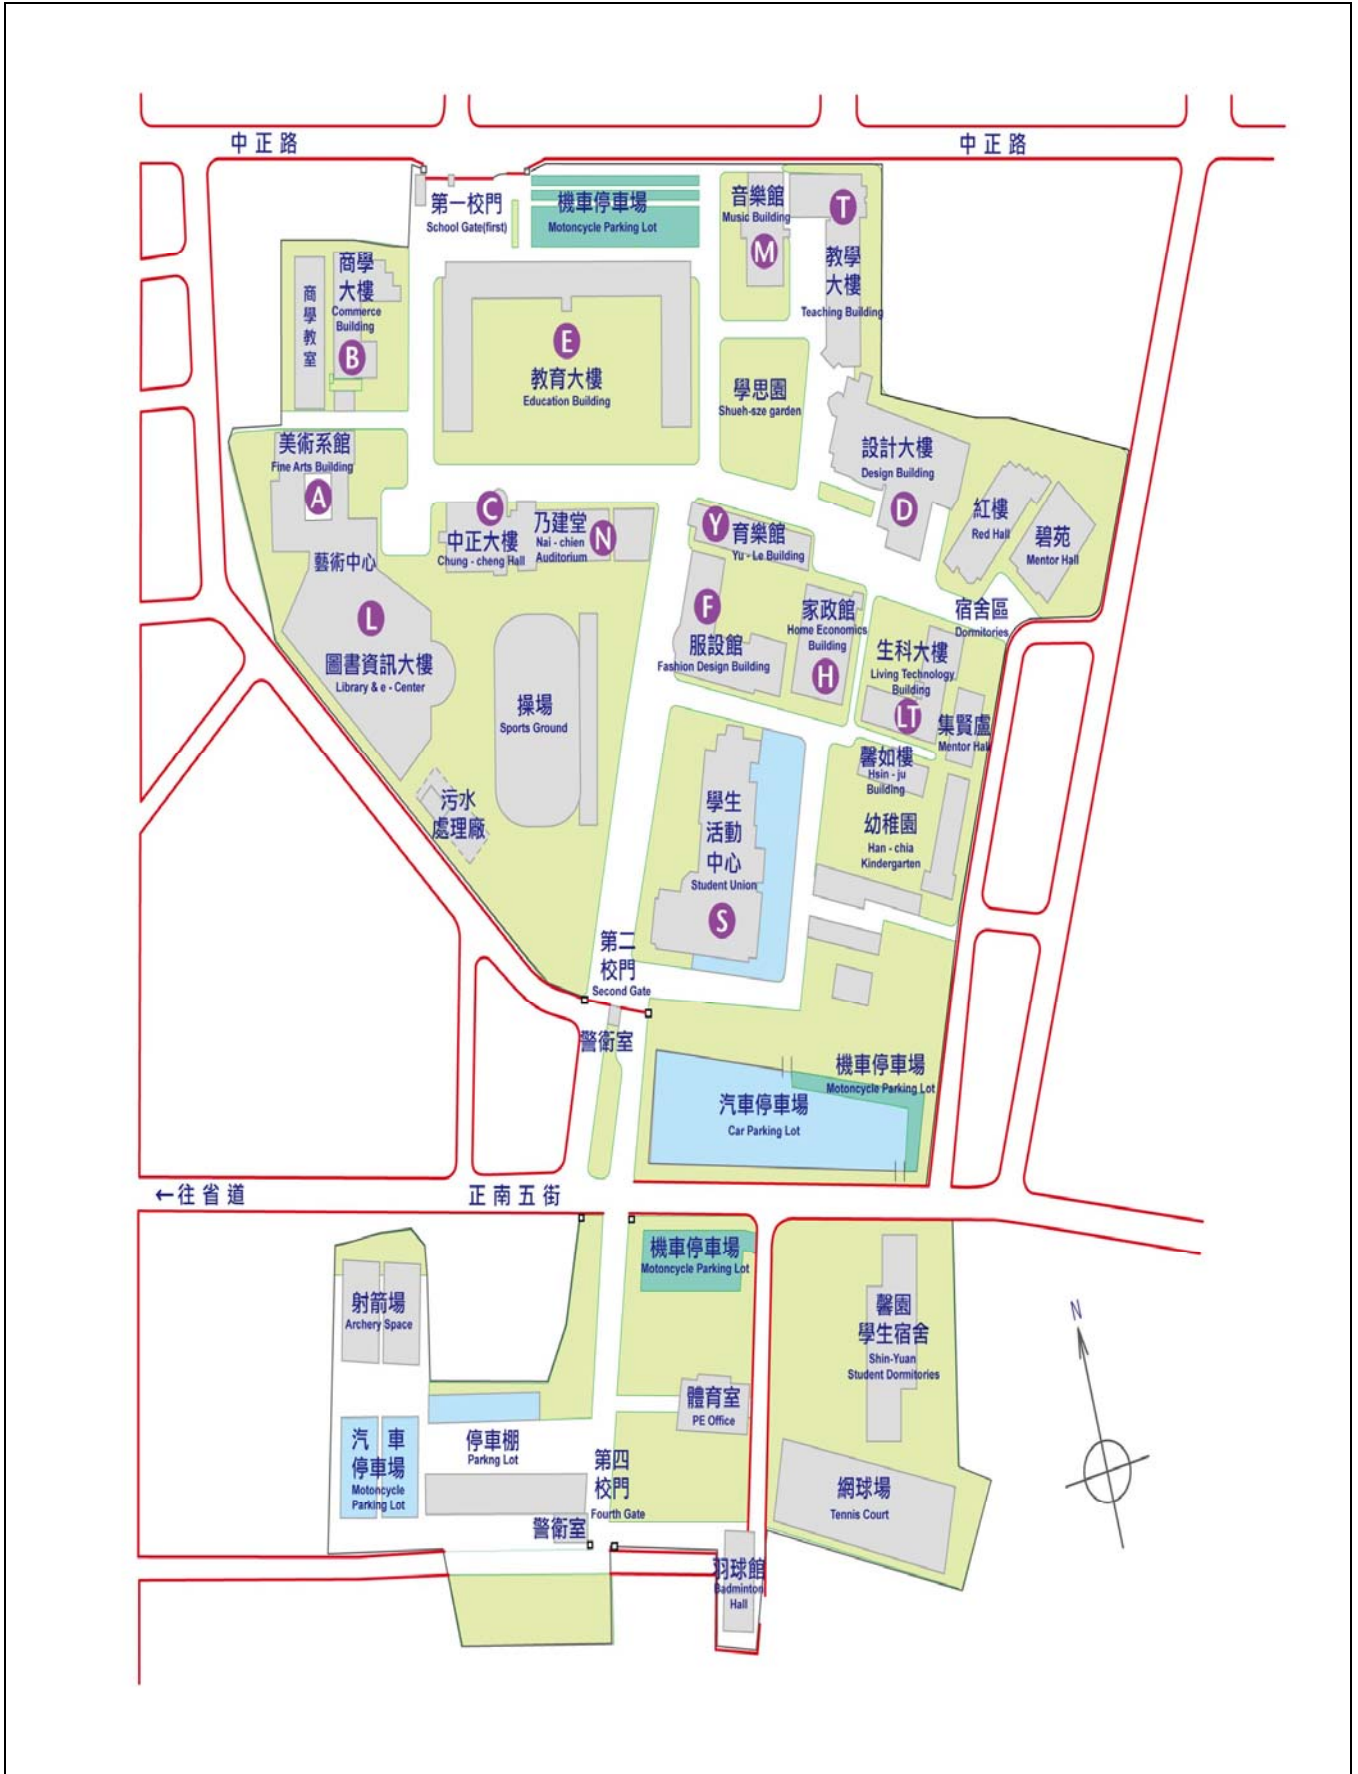 中正路
中正路
第一校門
School Gate(first)
機車停車場
Motoncycle Parking Lot
音樂館
Music Building
M
T
教學
大樓
Teaching Building
商學教室
商學
大樓
Commerce
Building
B
E
教育大樓
Education Building
學思園
Shueh-sze garden
設計大樓
Design Building
D
美術系館
Fine Arts Building
A
藝術中心
C
中正大樓
Chung - cheng Hall
乃建堂
Nai - chien
Auditorium
N
Y
育樂館
Yu - Le Building
紅樓
Red Hall
碧苑
Mentor Hall
宿舍區
Dormitories
L
圖書資訊大樓
Library & e - Center
操場
Sports Ground
F
服設館
Fashion Design Building
家政館
Home Economics
Building
H
生科大樓
Living Technology
Building
LT
集賢廬
Mentor Hall
馨如樓
Hsin - ju
Building
幼稚園
Han - chia
Kindergarten
污水
處理廠
學生
活動
中心
Student Union
S
第二
校門
Second Gate
警衛室
機車停車場
Motoncycle Parking Lot
汽車停車場
Car Parking Lot
←往省道
正南五街
機車停車場
Motoncycle Parking Lot
射箭場
Archery Space
馨園
學生宿舍
Shin-Yuan
Student Dormitories
N
體育室
PE Office
汽 車
停車場
Motoncycle
Parking Lot
停車棚
Parkng Lot
第四
校門
Fourth Gate
警衛室
網球場
Tennis Court
羽球館
Badminton
Hall